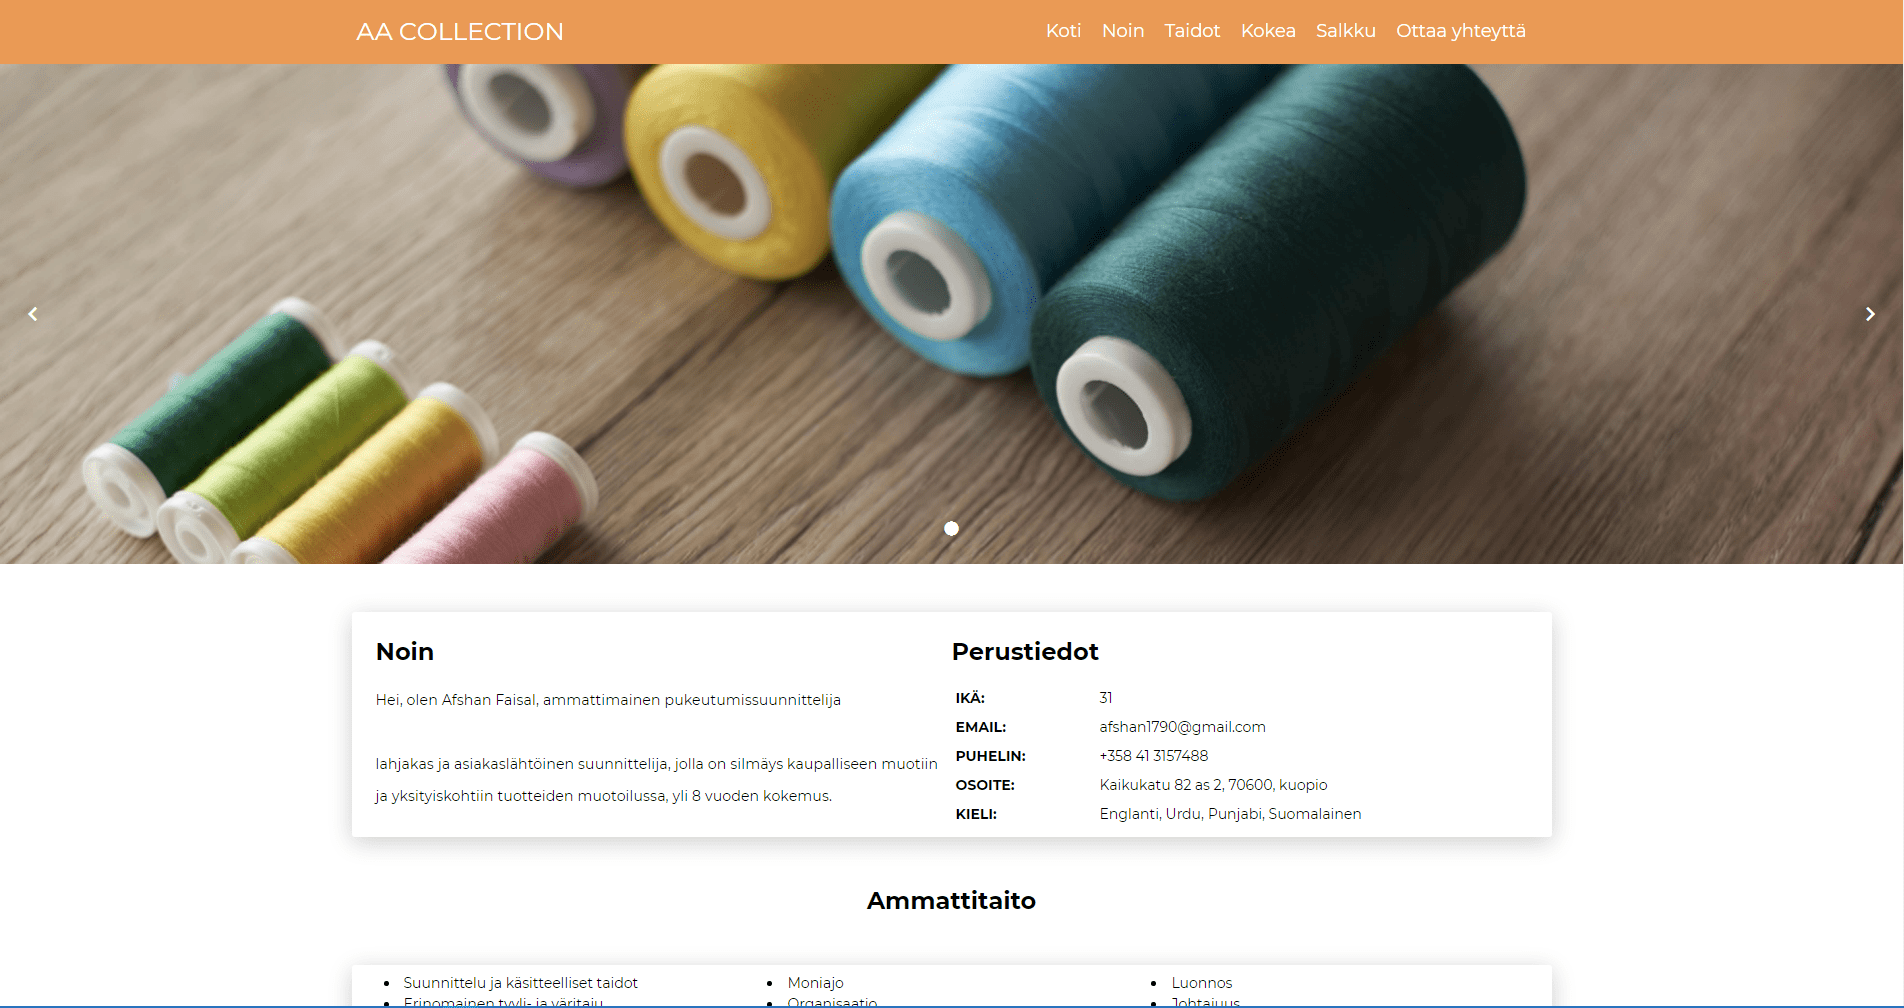 AA COLLECTION
Koti Noin Taidot Kokea Salkku Ottaa yhteyttä
Noin
Hei, olen Afshan Faisal, ammattimainen pukeutumissuunnittelija
lahjakas ja asiakaslähtöinen suunnittelija, jolla on silmäys kaupalliseen muotiin
ja yksityiskohtiin tuotteiden muotoilussa, yli 8 vuoden kokemus.
Perustiedot
IKÄ: 31
EMAIL: afshan1790@gmail.com
PUHELIN: +358 41 3157488
OSOITE: Kaikukatu 82 as 2, 70600, kuopio
KIELI: Englanti, Urdu, Punjabi, Suomalainen
Ammattitaito
Suunnittelu ja käsitteelliset taidot
Erinomainen tyyli- ja väritaju
Moniajo
Organisaatio
Luonnos
Johtajuus